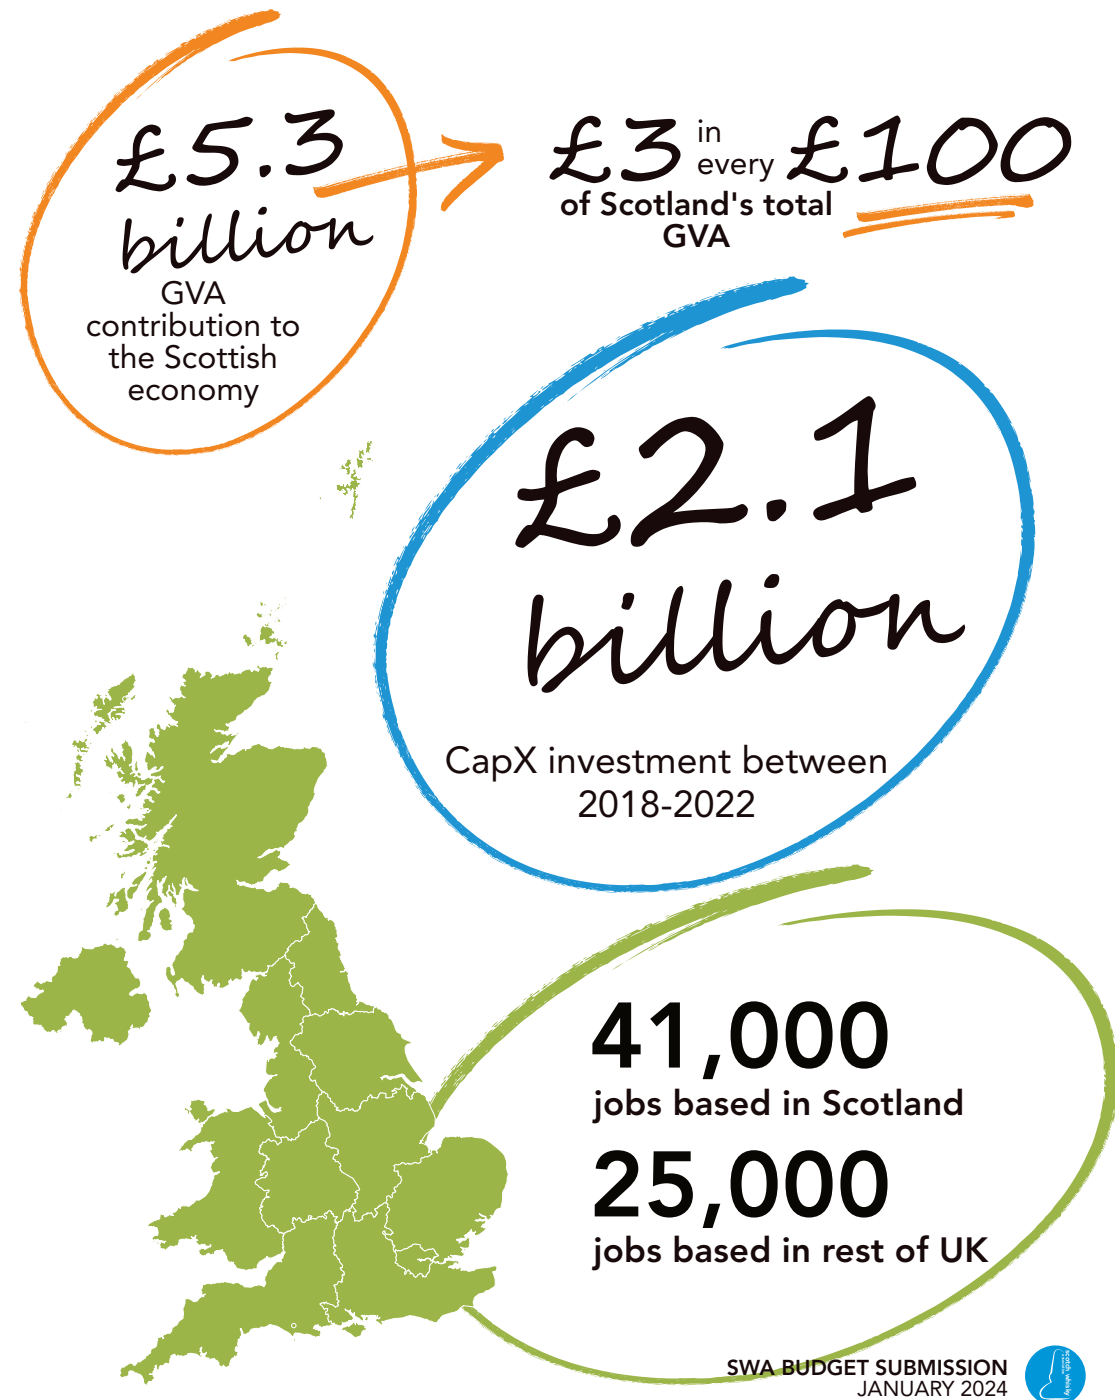 £5.3
billion
GVA
contribution to
the Scottish
economy
£3 in every £100
of Scotland's total
GVA
£2.1
billion
CapX investment between
2018-2022
41,000
jobs based in Scotland
25,000
jobs based in rest of UK
SWA BUDGET SUBMISSION
JANUARY 2024
scotch whisky